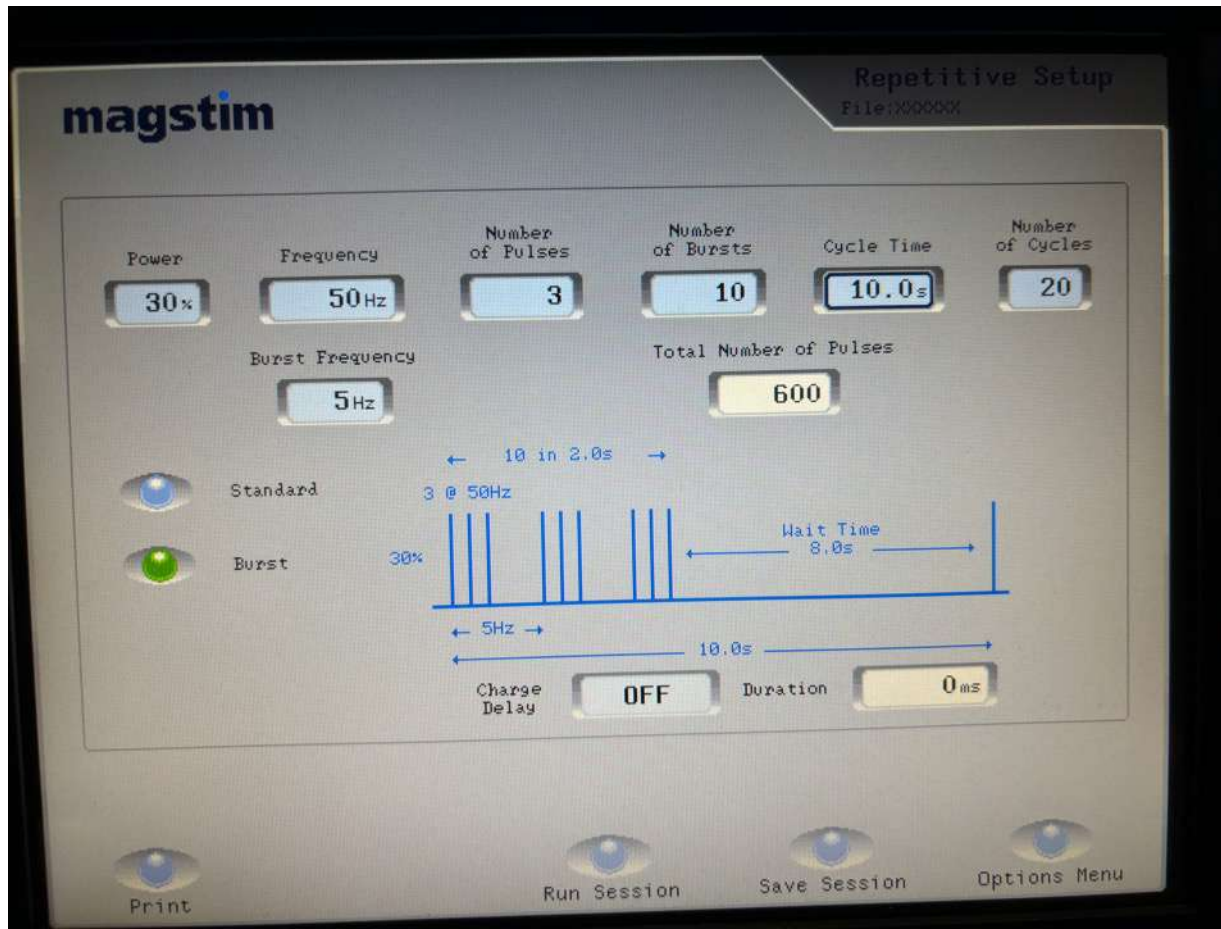 magstim
Repetitive Setup
File:XXXXXX
Power
Frequency
Number
of Pulses
Number
of Bursts
Cycle Time
Number
of Cycles
30%
50Hz
3
10
10.0s
20
Burst Frequency
Total Number of Pulses
5Hz
600
← 10 in 2.0s →
Standard
3 @ 50Hz
Burst
30%
Wait Time
8.0s
← 5Hz →
10.0s
Charge
Delay
OFF
Duration
0ms
Print
Run Session
Save Session
Options Menu